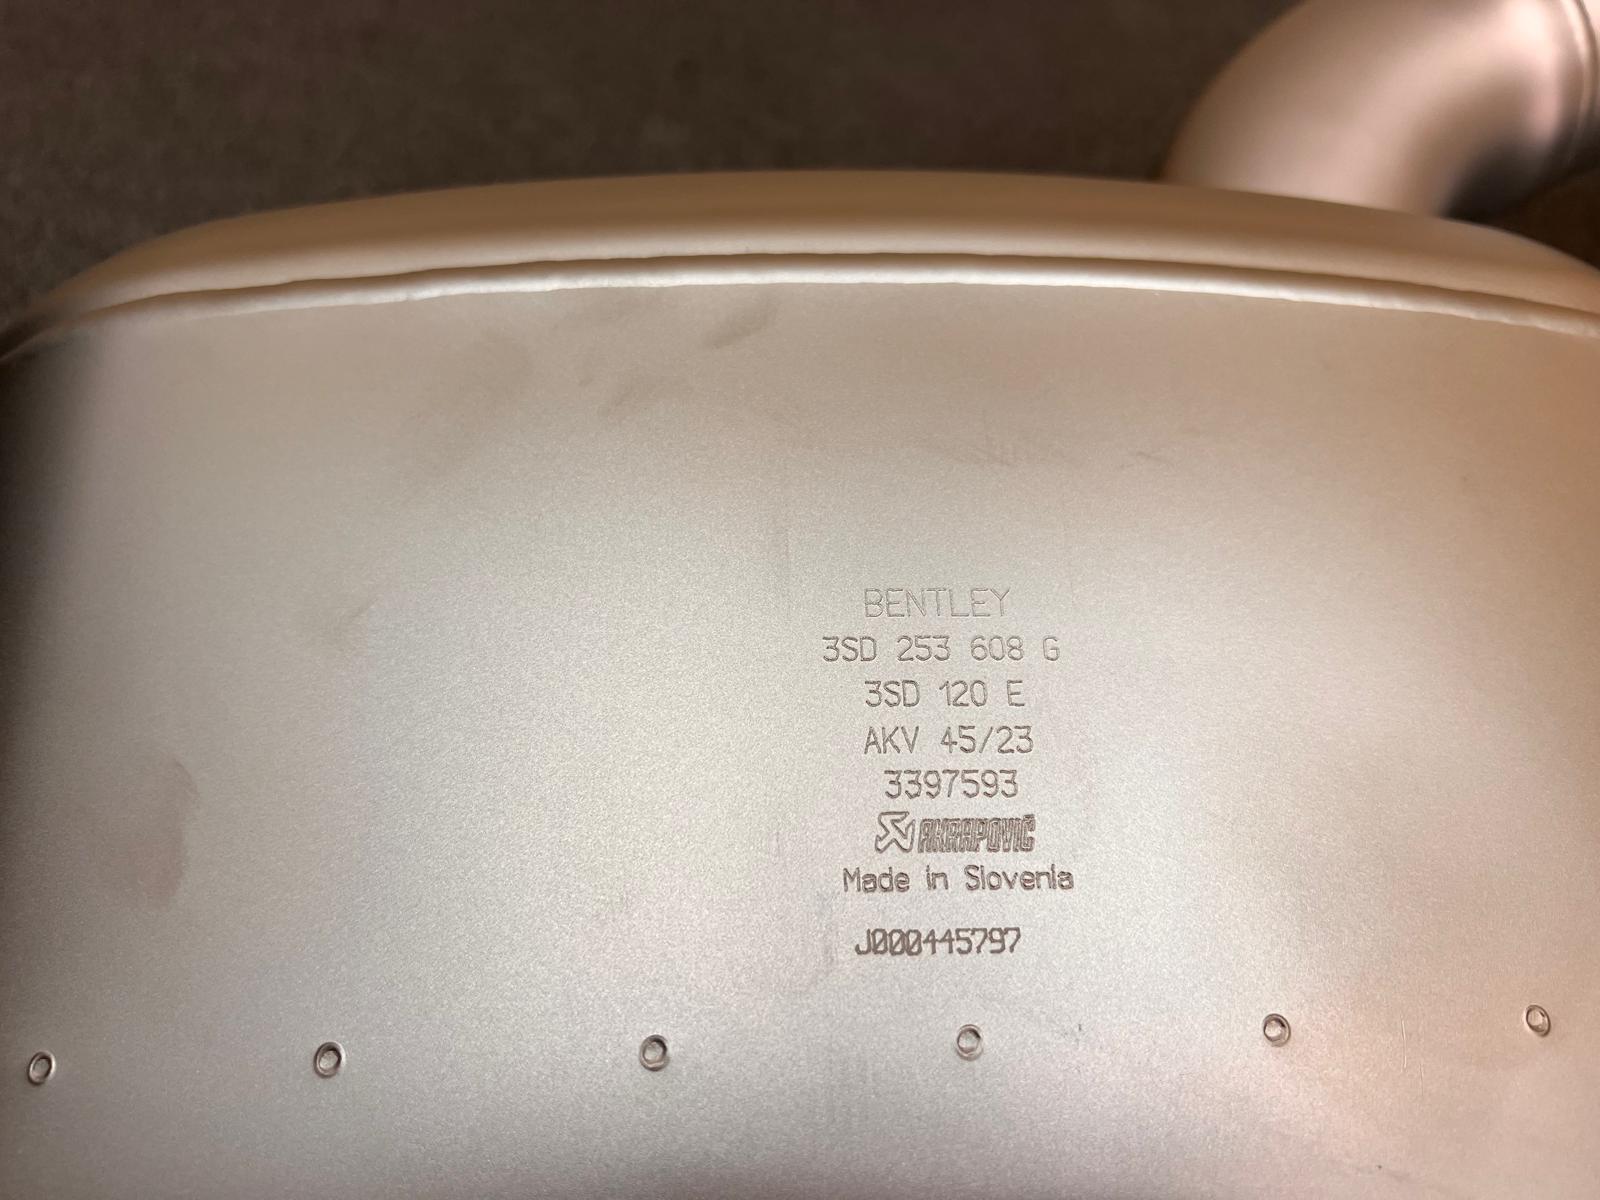 BENTLEY
3SD 253 608 G
3SD 120 E
AKV 45/23
3397593
AKRAPOVIČ
Made in Slovenia
J000445797